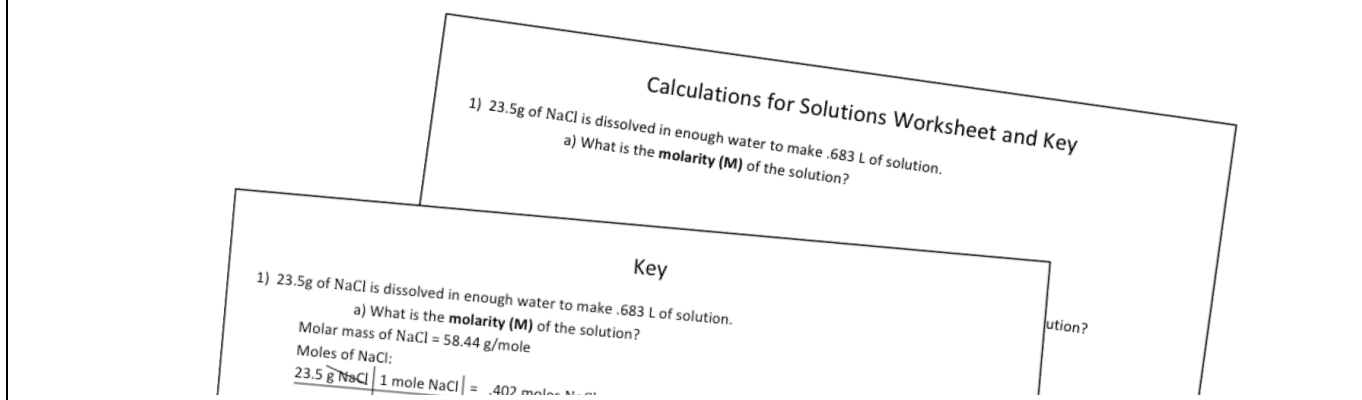 Calculations for Solutions Worksheet and Key
1) 23.5g of NaCl is dissolved in enough water to make .683 L of solution.
a) What is the molarity (M) of the solution?
ution?
Key
1) 23.5g of NaCl is dissolved in enough water to make .683 L of solution.
a) What is the molarity (M) of the solution?
Molar mass of NaCl = 58.44 g/mole
Moles of NaCl:
23.5 g NaCl 1 mole NaCl = .402 moles